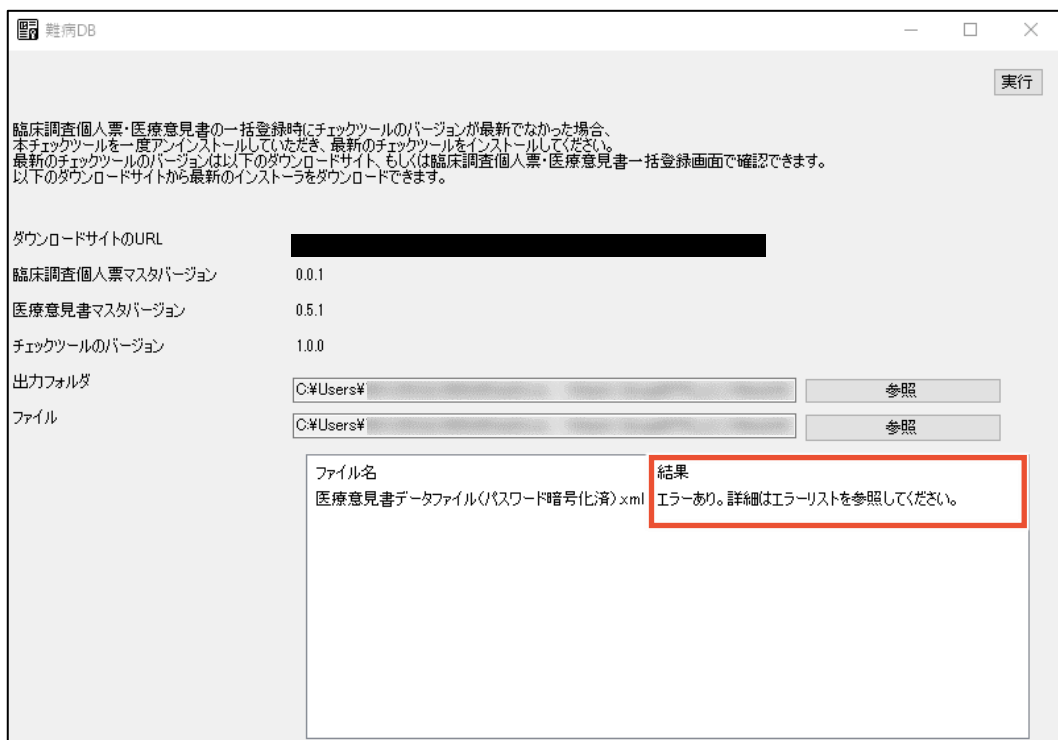 難病DB
実行
臨床調査個人票・医療意見書の一括登録時にチェックツールのバージョンが最新でなかった場合、
本チェックツールを一度アンインストールしていただき、最新のチェックツールをインストールしてください。
最新のチェックツールのバージョンは以下のダウンロードサイト、もしくは臨床調査個人票・医療意見書一括登録画面で確認できます。
以下のダウンロードサイトから最新のインストーラをダウンロードできます。
ダウンロードサイトのURL
臨床調査個人票マスタバージョン 0.0.1
医療意見書マスタバージョン 0.5.1
チェックツールのバージョン 1.0.0
出力フォルダ C:¥Users¥ 参照
ファイル C:¥Users¥ 参照
ファイル名 結果
医療意見書データファイル(パスワード暗号化済).xml エラーあり。詳細はエラーリストを参照してください。